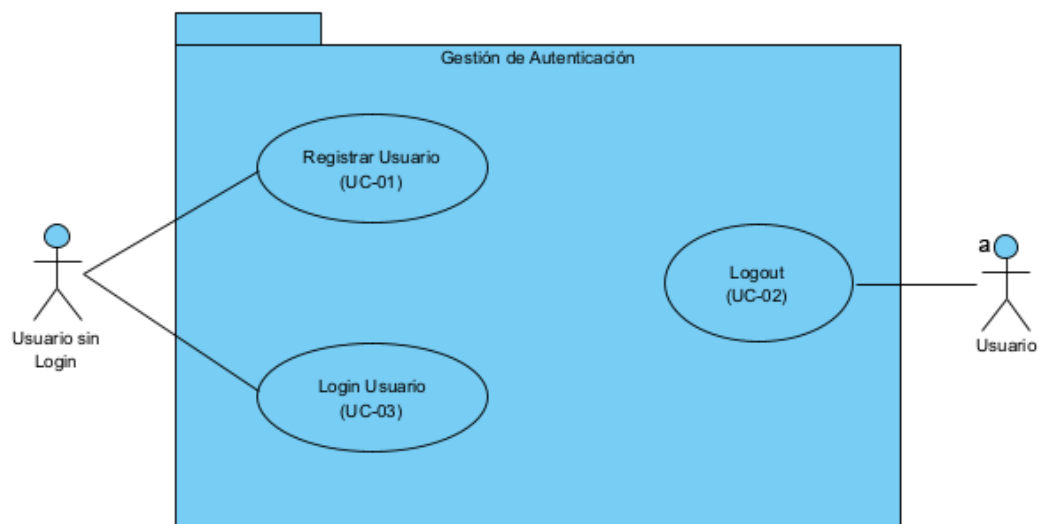 Gestión de Autenticación
Registrar Usuario
(UC-01)
Logout
(UC-02)
a
Usuario sin
Login
Usuario
Login Usuario
(UC-03)